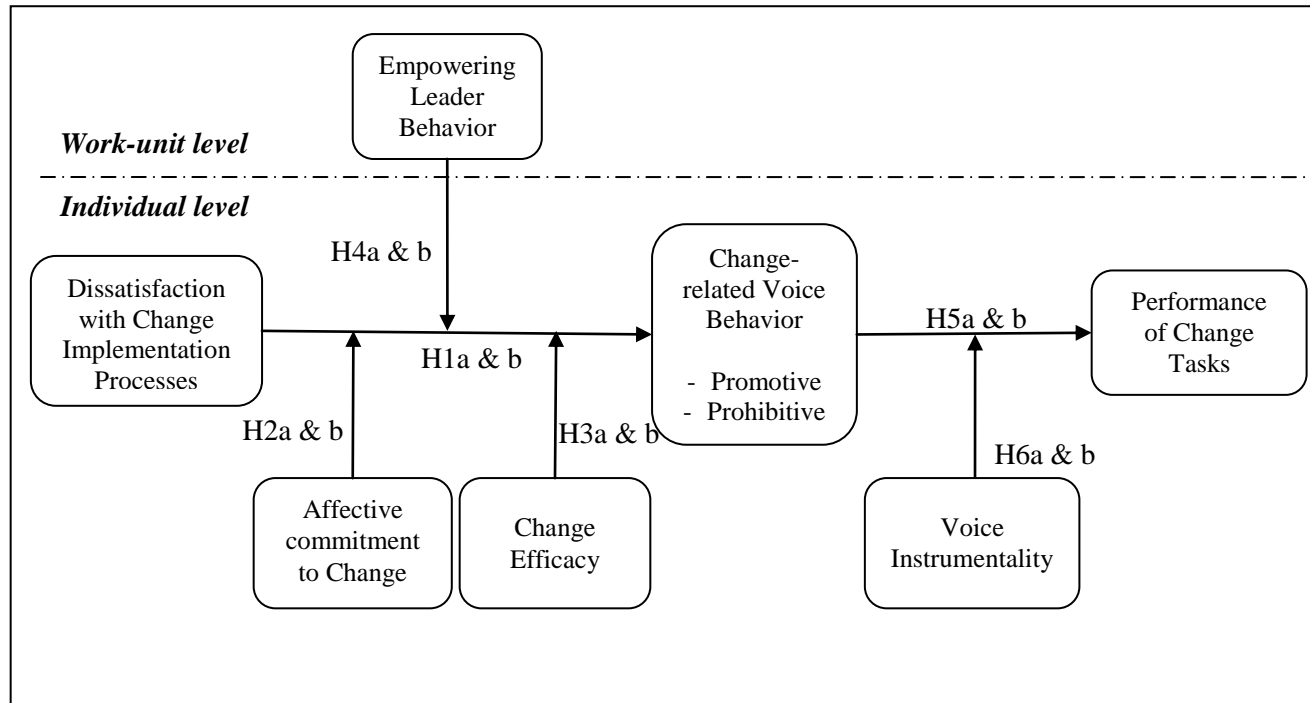 Empowering
Leader
Behavior
Work-unit level
Individual level
H4a & b
Dissatisfaction
with Change
Implementation
Processes
H1a & b
Change-
related Voice
Behavior
- Promotive
- Prohibitive
H5a & b
Performance
of Change
Tasks
H2a & b
H3a & b
H6a & b
Affective
commitment
to Change
Change
Efficacy
Voice
Instrumentality